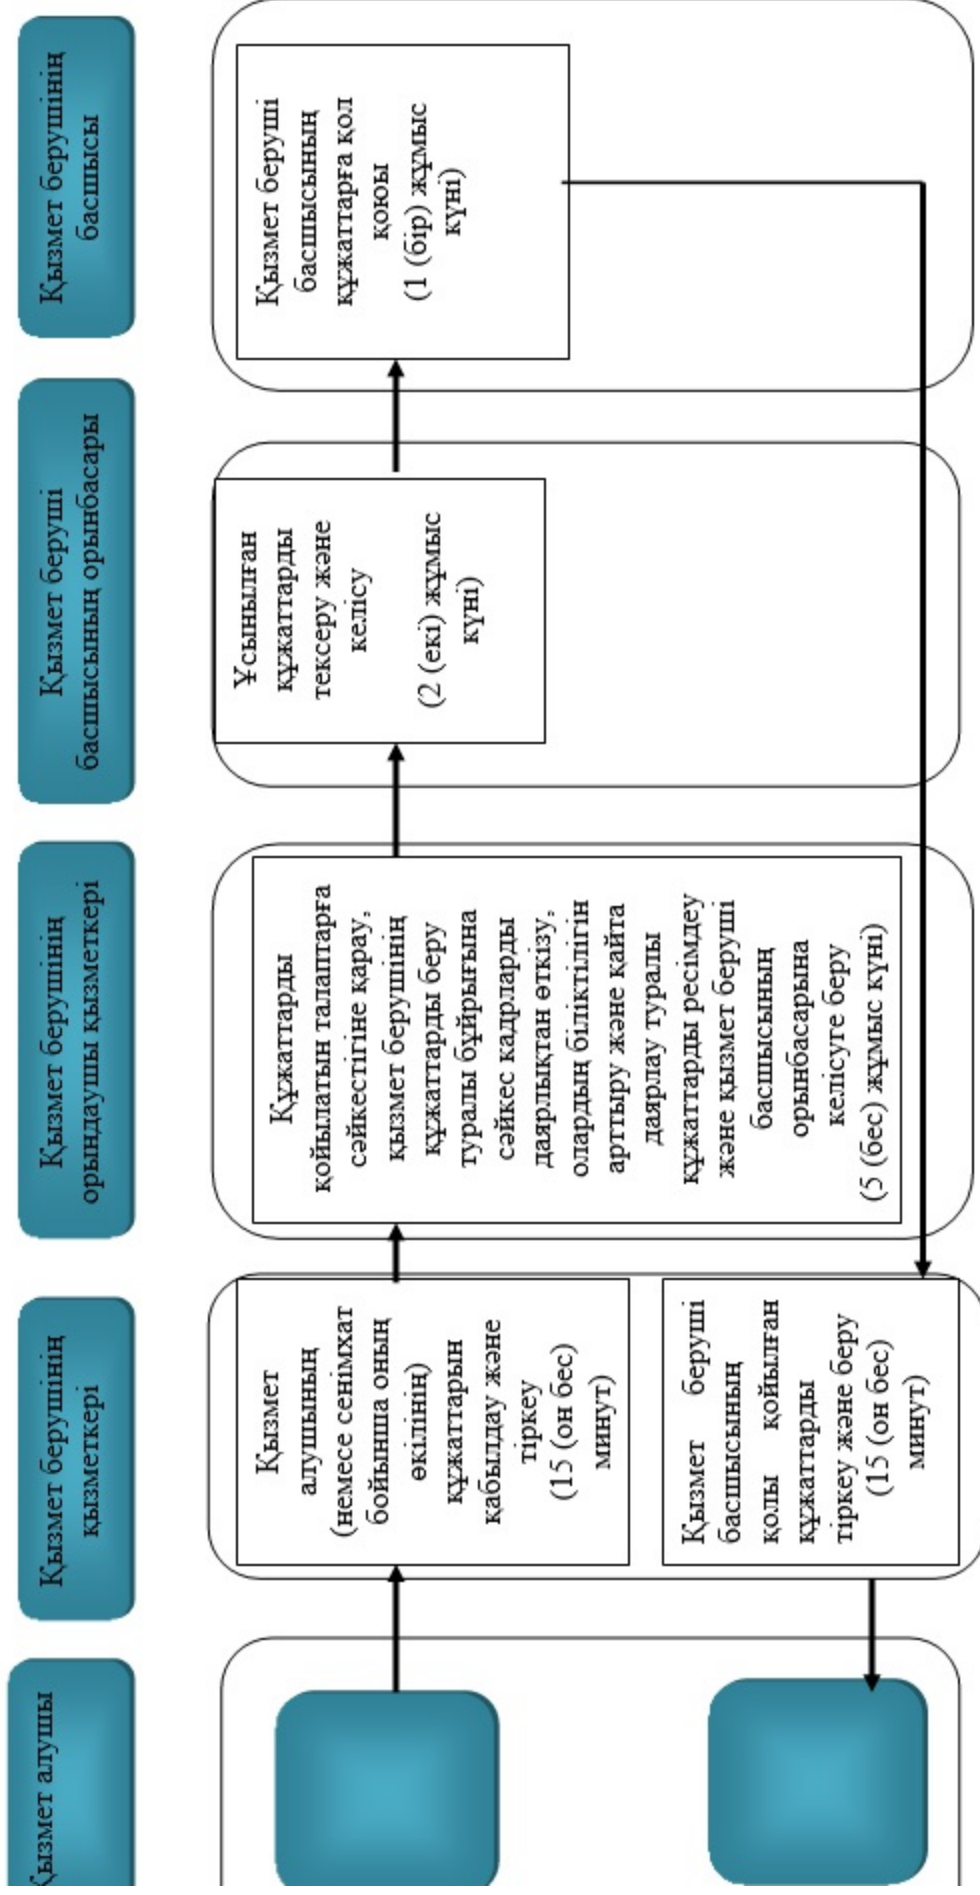 Қызмет алушы
Қызмет берушінің
қызметкері
Қызмет берушінің
орындаушы қызметкері
Қызмет беруші
басшысының орынбасары
Қызмет берушінің
басшысы
Қызмет
алушының
(немесе сенімхат
бойынша оның
өкілінің)
құжаттарын
қабылдау және
тіркеу
(15 (он бес)
минут)
Қызмет беруші
басшысының
қолы қойылған
құжаттарды
тіркеу және беру
(15 (он бес)
минут)
Құжаттарды
қойылатын талаптарға
сәйкестігіне қарау,
қызмет берушінің
құжаттарды беру
туралы бұйрығына
сәйкес кадрларды
даярлықтан өткізу,
олардың біліктілігін
арттыру және қайта
даярлау туралы
құжаттарды ресімдеу
және қызмет беруші
басшысының
орынбасарына
келісуге беру
(5 (бес) жұмыс күні)
Ұсынылған
құжаттарды
тексеру және
келісу
(2 (екі) жұмыс
күні)
Қызмет беруші
басшысының
құжаттарға қол
қоюы
(1 (бір) жұмыс
күні)